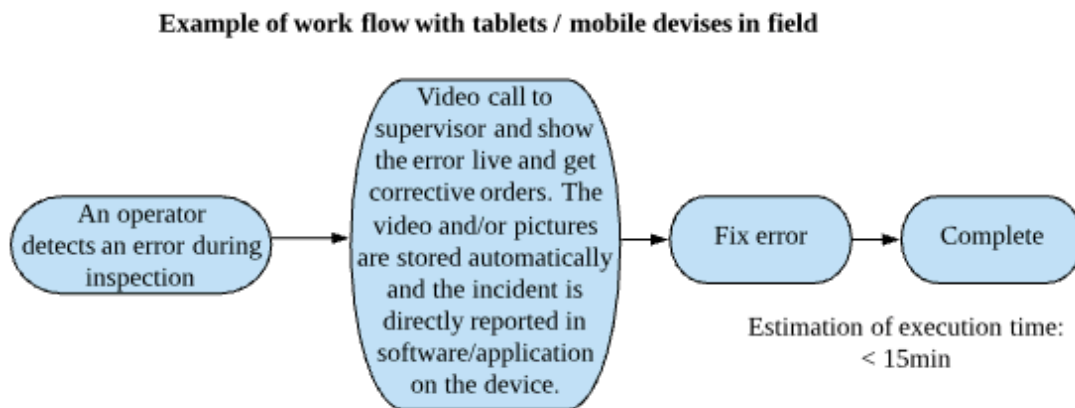 Example of work flow with tablets / mobile devises in field
An operator
detects an error during
inspection
Video call to
supervisor and show
the error live and get
corrective orders. The
video and/or pictures
are stored automatically
and the incident is
directly reported in
software/application
on the device.
Fix error
Complete
Estimation of execution time:
< 15min